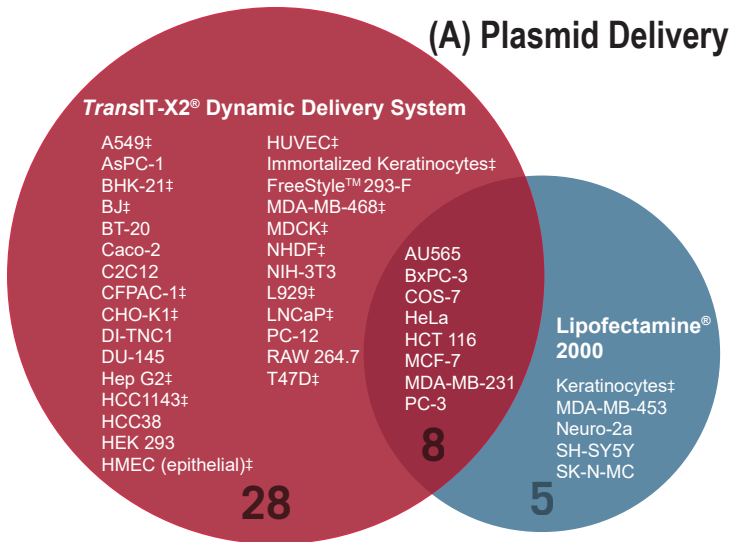 (A) Plasmid Delivery
TransIT-X2® Dynamic Delivery System
A549‡
AsPC-1
BHK-21‡
BJ‡
BT-20
Caco-2
C2C12
CFPAC-1‡
CHO-K1‡
DI-TNC1
DU-145
Hep G2‡
HCC1143‡
HCC38
HEK 293
HMEC (epithelial)‡
HUVEC‡
Immortalized Keratinocytes‡
FreeStyle™ 293-F
MDA-MB-468‡
MDCK‡
NHDF‡
NIH-3T3
L929‡
LNCaP‡
PC-12
RAW 264.7
T47D‡
28
AU565
BxPC-3
COS-7
HeLa
HCT 116
MCF-7
MDA-MB-231
PC-3
8
Lipofectamine®
2000
Keratinocytes‡
MDA-MB-453
Neuro-2a
SH-SY5Y
SK-N-MC
5